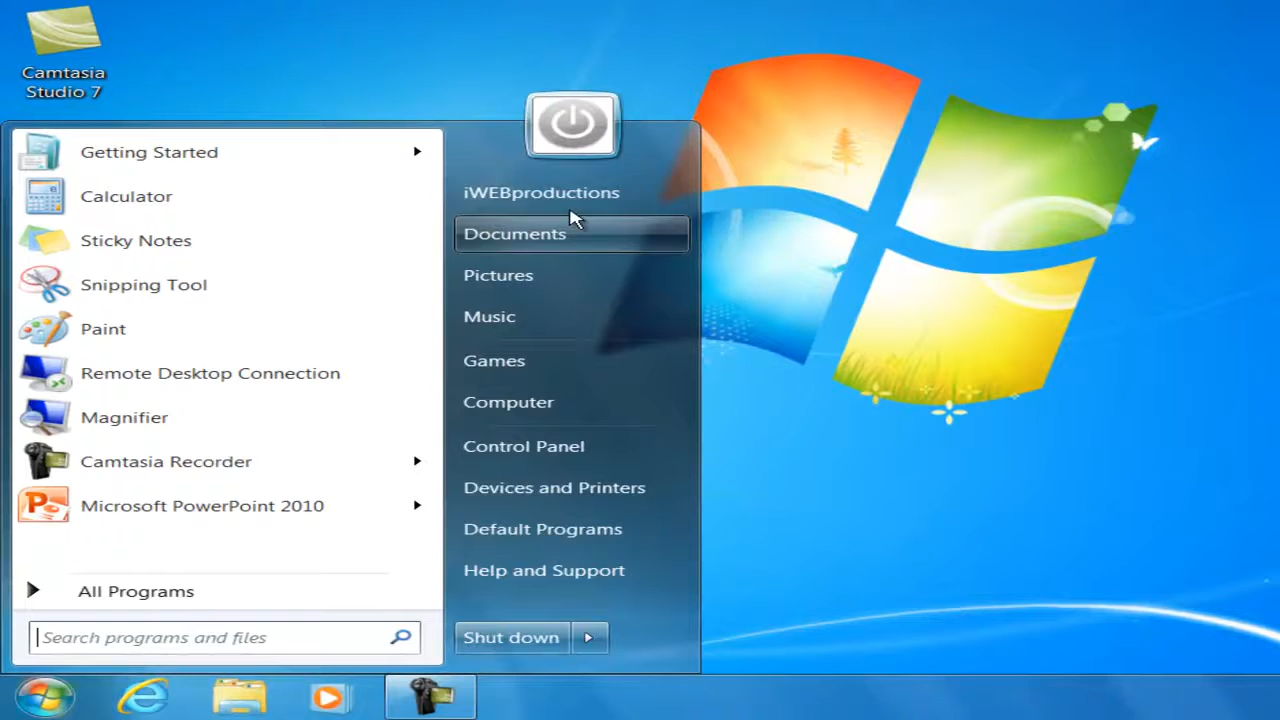 Camtasia
Studio 7
Getting Started
Calculator
Sticky Notes
Snipping Tool
Paint
Remote Desktop Connection
Magnifier
Camtasia Recorder
Microsoft PowerPoint 2010
All Programs
Search programs and files
iWEBproductions
Documents
Pictures
Music
Games
Computer
Control Panel
Devices and Printers
Default Programs
Help and Support
Shut down